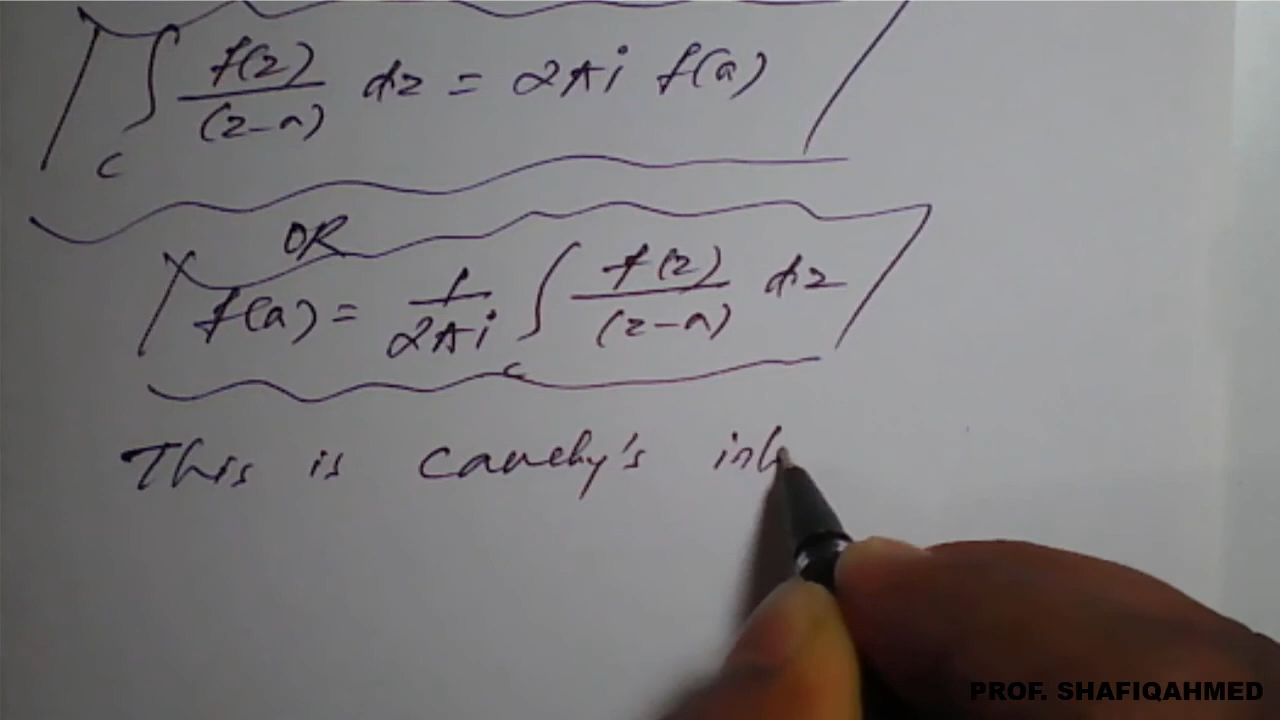 ∫_C f(z)/(z-a) dz = 2πi f(a)
OR
f(a) = 1/2πi ∫_C f(z)/(z-a) dz
This is Cauchy's
PROF. SHAFIQAHMED